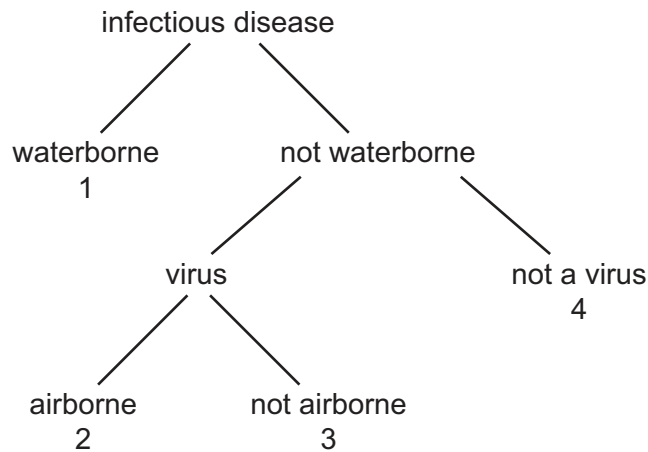 infectious disease
waterborne
1
not waterborne
virus
not a virus
4
airborne
2
not airborne
3